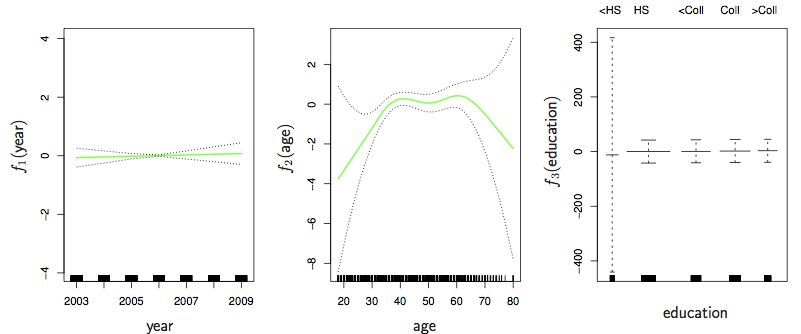 <HS HS <Coll Coll >Coll
f₁(year)
4
2
0
-2
-4
2003 2005 2007 2009
year
f₂(age)
2
0
-2
-4
-6
-8
20 30 40 50 60 70 80
age
f₃(education)
400
200
0
-200
-400
education